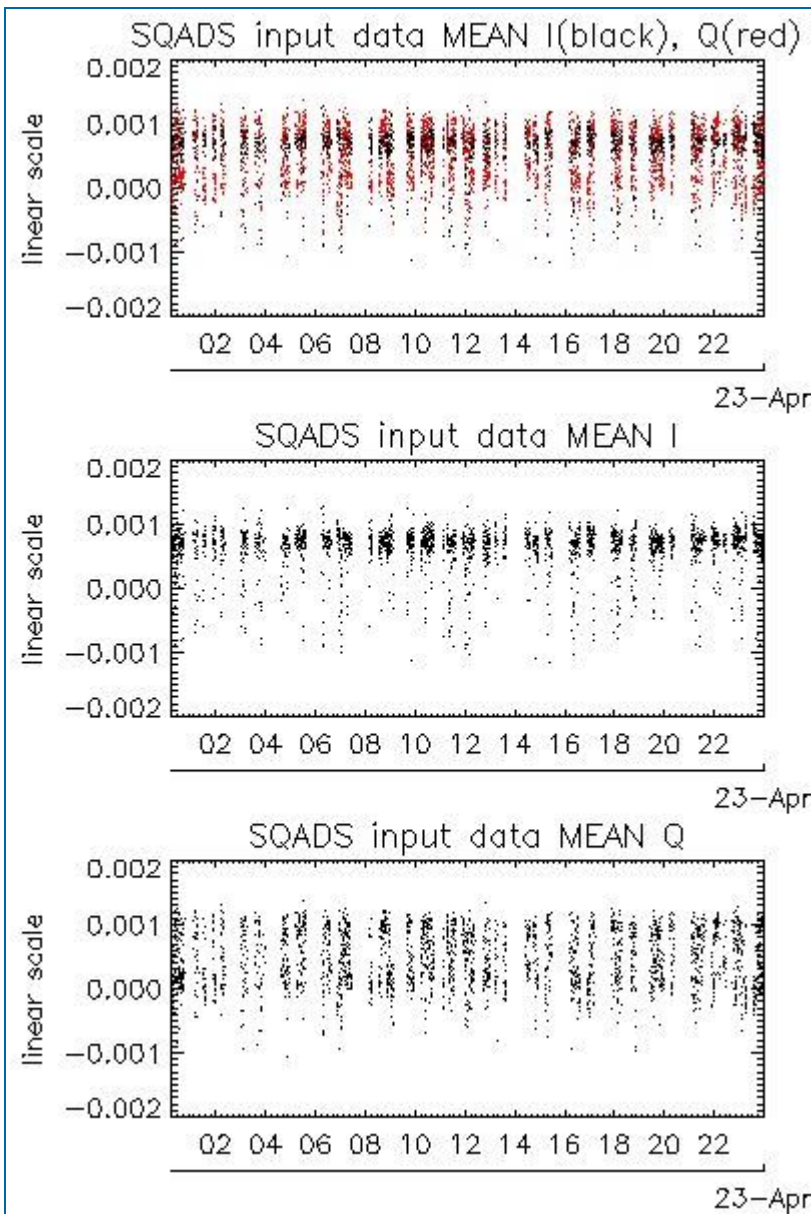 SQADS input data MEAN I(black), Q(red)
0.002
0.001
0.000
-0.001
-0.002
linear scale
02 04 06 08 10 12 14 16 18 20 22
23-Apr
SQADS input data MEAN I
0.002
0.001
0.000
-0.001
-0.002
linear scale
02 04 06 08 10 12 14 16 18 20 22
23-Apr
SQADS input data MEAN Q
0.002
0.001
0.000
-0.001
-0.002
linear scale
02 04 06 08 10 12 14 16 18 20 22
23-Apr